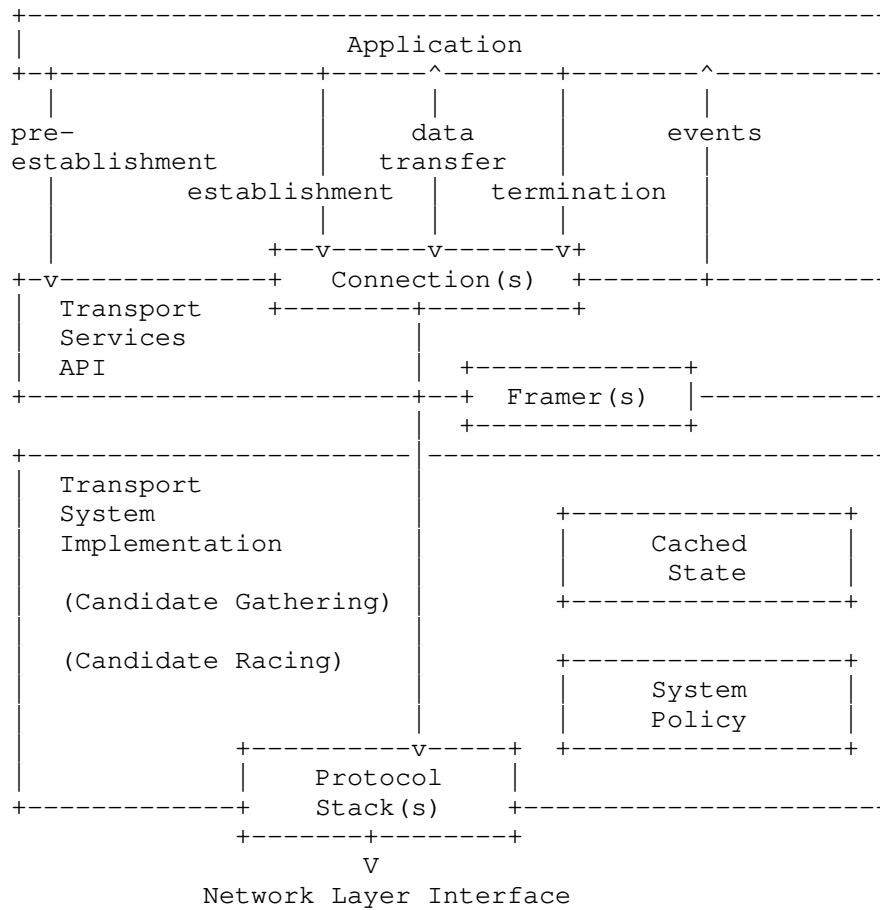 Application
pre-
data
events
establishment
transfer
establishment
termination
Connection(s)
Transport
Services
API
Framer(s)
Transport
System
Implementation
Cached
State
(Candidate Gathering)
(Candidate Racing)
System
Policy
Protocol
Stack(s)
Network Layer Interface